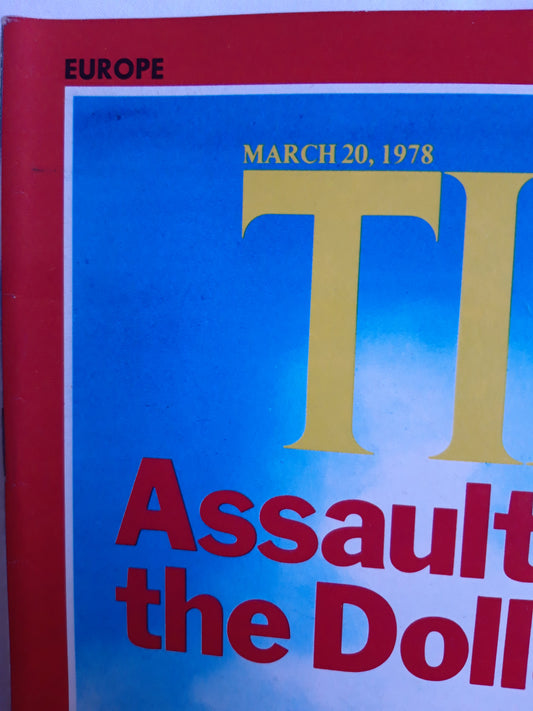 EUROPE
MARCH 20, 1978
TI
Assault
the Doll